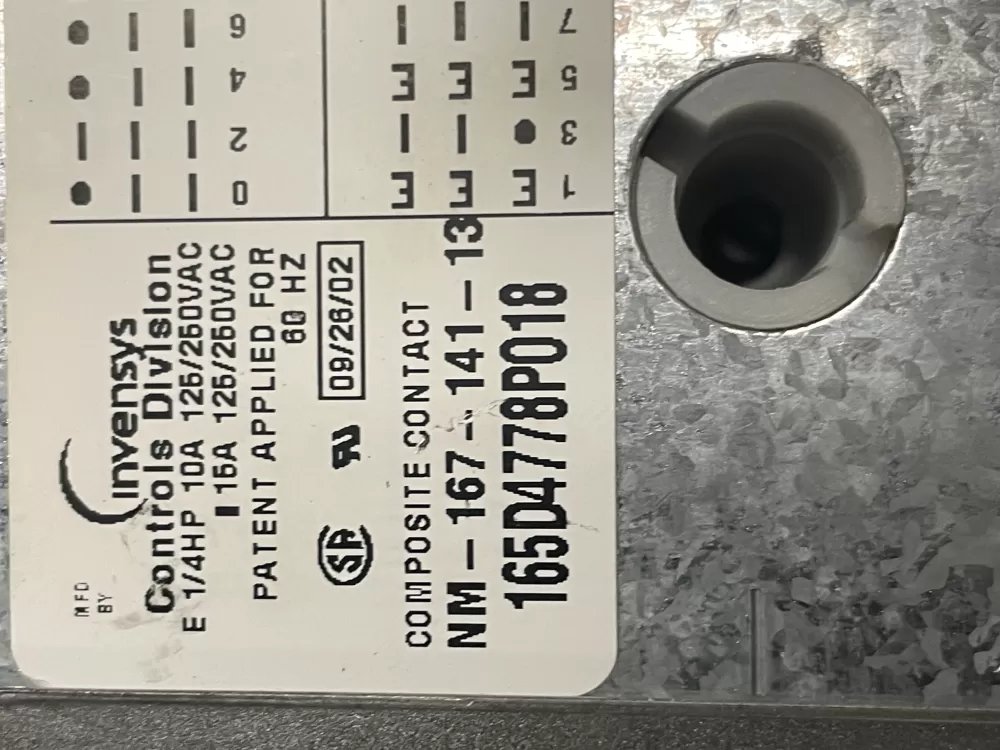 MFD
BY
invensys
Controls Division
E 1/4HP 10A 125/250VAC
▮ 15A 125/250VAC
PATENT APPLIED FOR
60 HZ
09/26/02
COMPOSITE CONTACT
NM-167-141-13
165D4778P018
● — ● ●
— — — —
— — — —
0 2 4 6
E — E —
E — E —
E ● E —
1 3 5 7